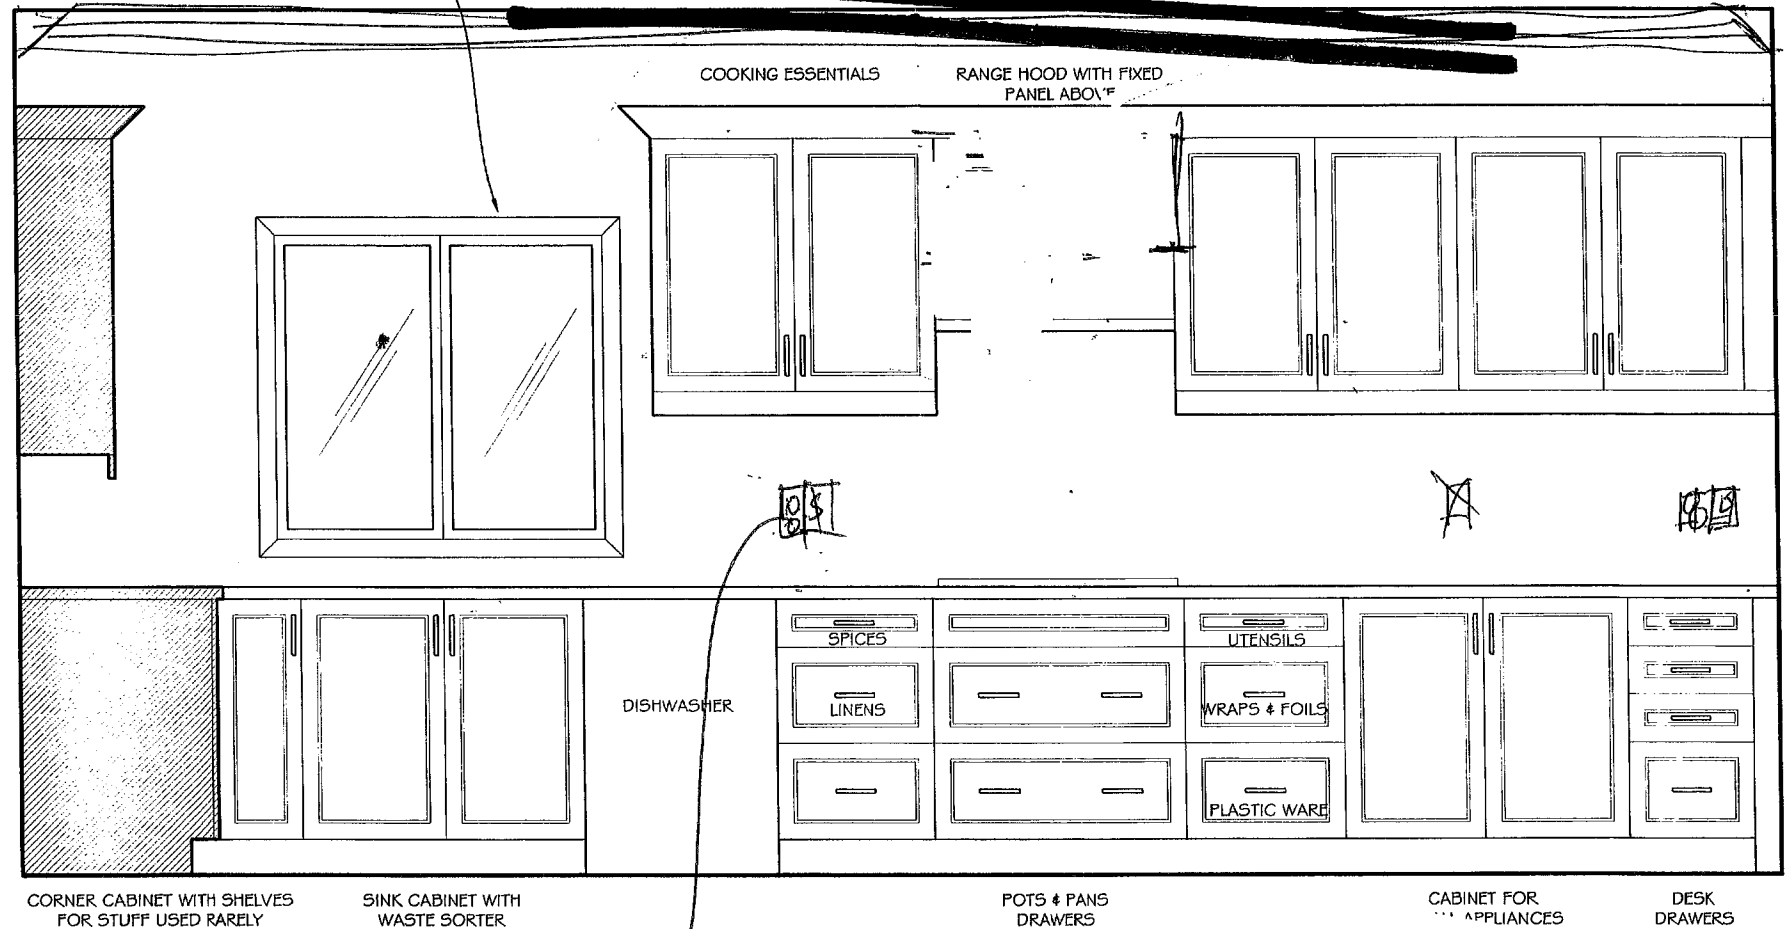 COOKING ESSENTIALS
RANGE HOOD WITH FIXED
PANEL ABOVE
SPICES
UTENSILS
DISHWASHER
LINENS
WRAPS & FOILS
PLASTIC WARE
CORNER CABINET WITH SHELVES
FOR STUFF USED RARELY
SINK CABINET WITH
WASTE SORTER
POTS & PANS
DRAWERS
CABINET FOR
APPLIANCES
DESK
DRAWERS